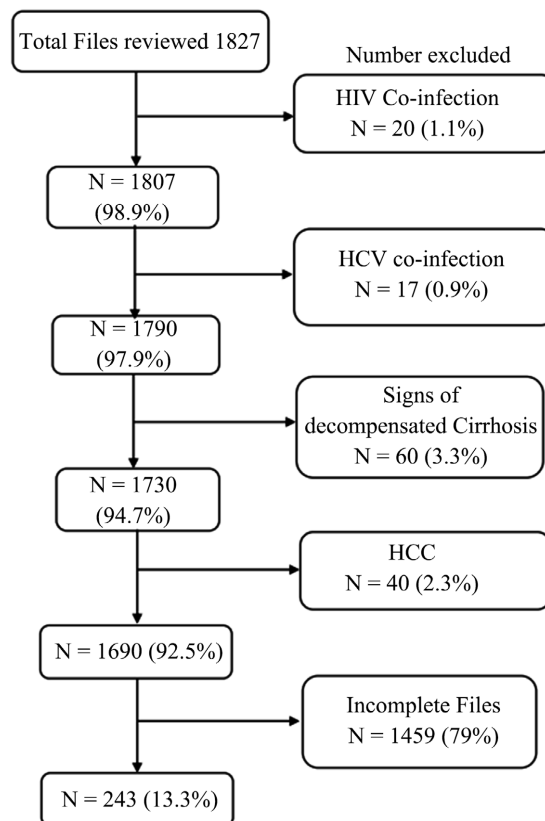 Total Files reviewed 1827
Number excluded
HIV Co-infection
N = 20 (1.1%)
N = 1807
(98.9%)
HCV co-infection
N = 17 (0.9%)
N = 1790
(97.9%)
Signs of
decompensated Cirrhosis
N = 60 (3.3%)
N = 1730
(94.7%)
HCC
N = 40 (2.3%)
N = 1690 (92.5%)
Incomplete Files
N = 1459 (79%)
N = 243 (13.3%)